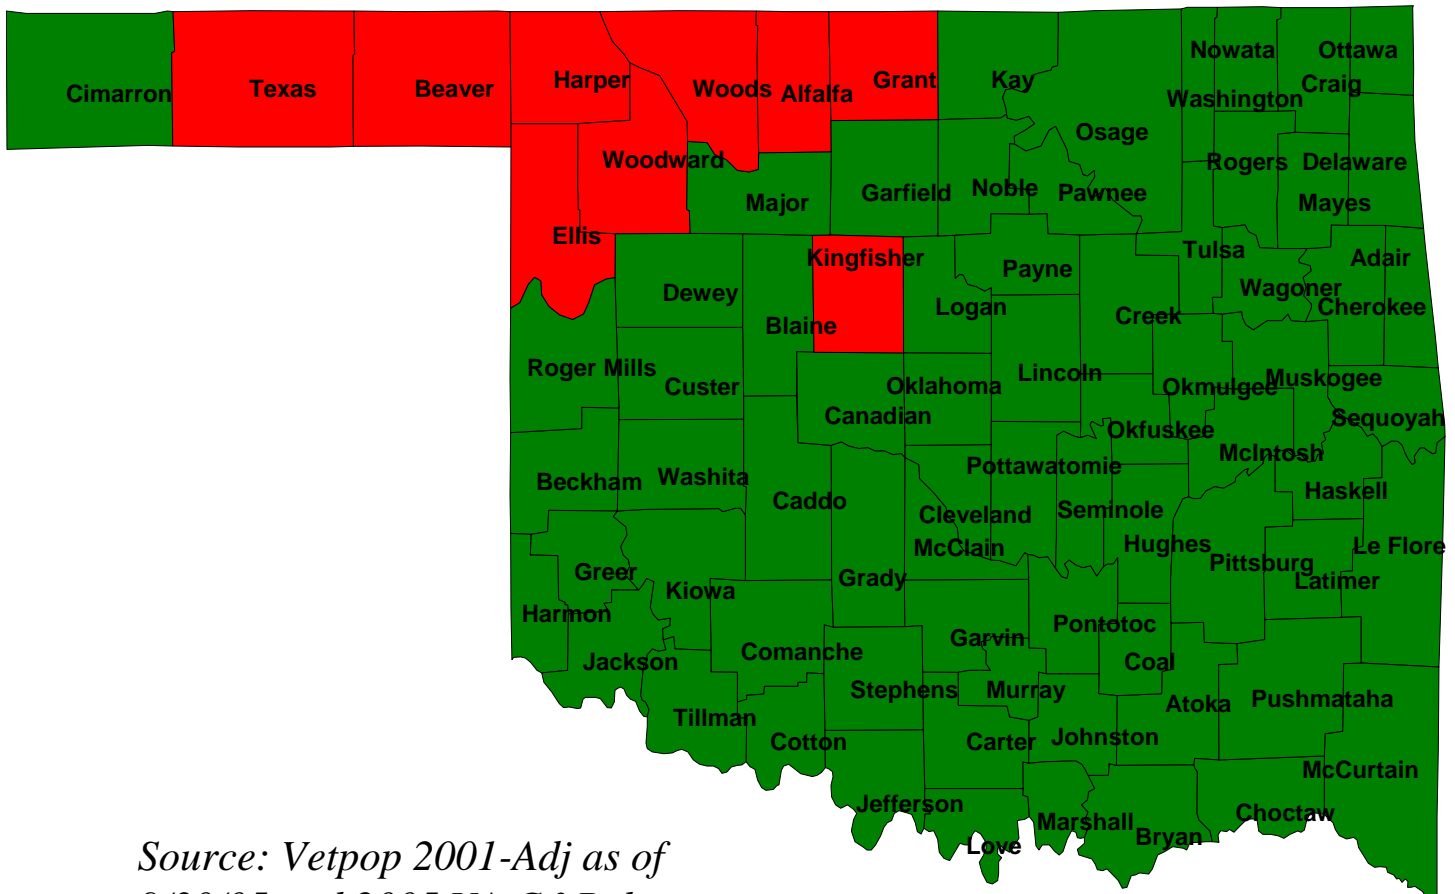 Nowata
Ottawa
Cimarron
Texas
Beaver
Harper
Woods
Alfalfa
Grant
Kay
Craig
Washington
Osage
Woodward
Rogers
Delaware
Major
Garfield
Noble
Pawnee
Mayes
Ellis
Kingfisher
Tulsa
Adair
Dewey
Payne
Wagoner
Logan
Cherokee
Blaine
Creek
Roger Mills
Custer
Oklahoma
Lincoln
Okmulgee
Muskogee
Canadian
Okfuskee
Sequoyah
Beckham
Washita
Pottawatomie
McIntosh
Caddo
Haskell
Cleveland
Seminole
McClain
Hughes
Le Flore
Greer
Kiowa
Grady
Pittsburg
Latimer
Harmon
Garvin
Pontotoc
Jackson
Comanche
Coal
Stephens
Murray
Atoka
Pushmataha
Tillman
Cotton
Carter
Johnston
McCurtain
Jefferson
Marshall
Choctaw
Love
Bryan
Source: Vetpop 2001-Adj as of